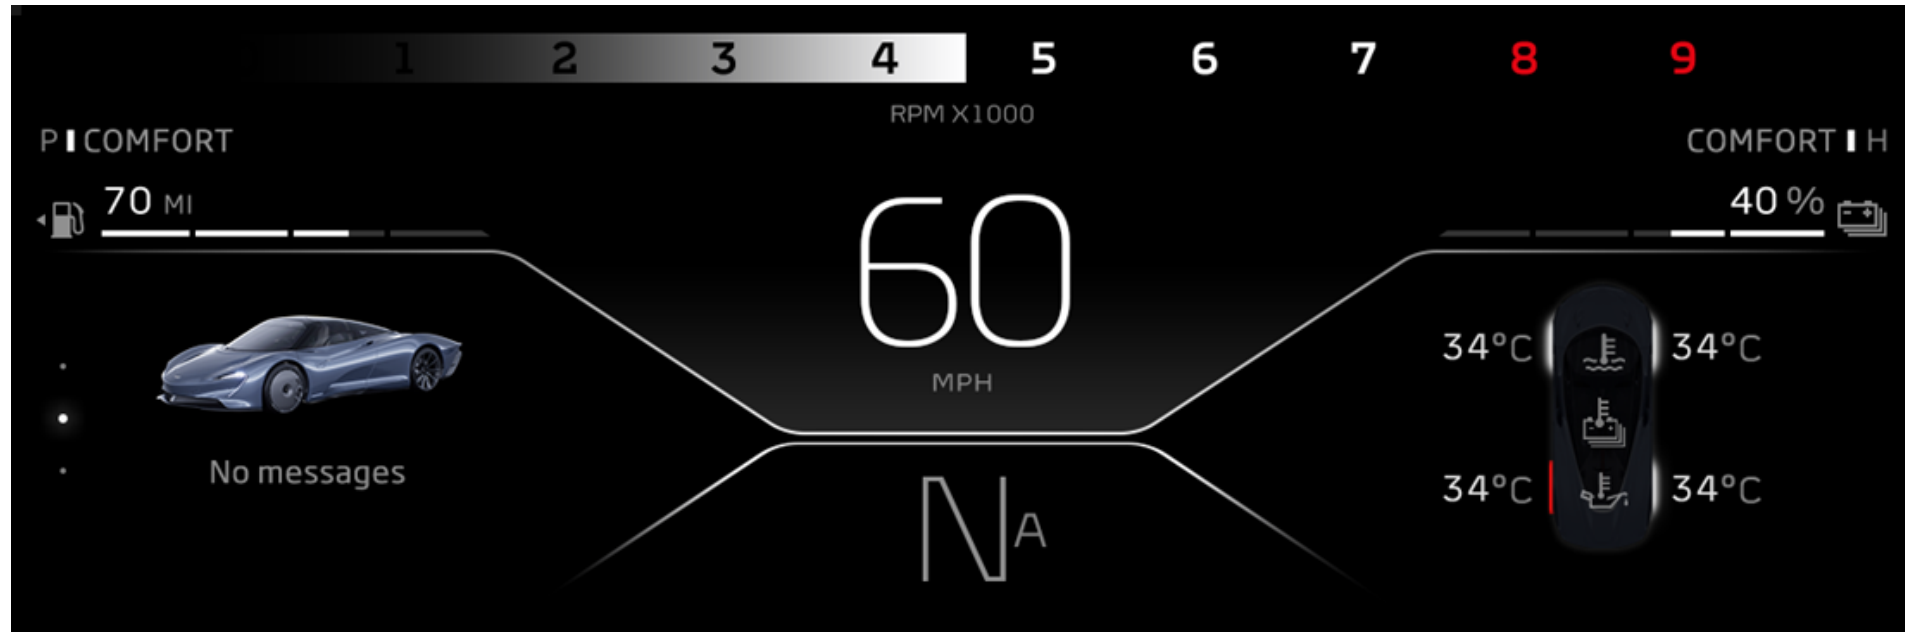 1 2 3 4 5 6 7 8 9
RPM X1000
P COMFORT
COMFORT H
70 MI
40 %
60
MPH
34°C 34°C
No messages
34°C 34°C
NA